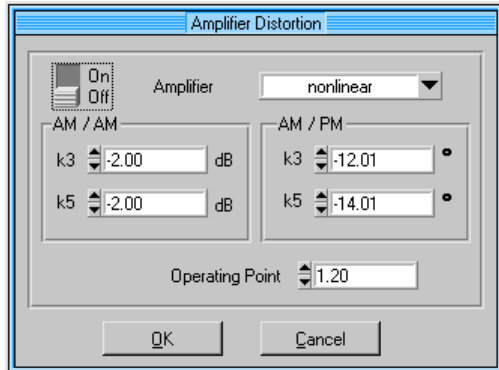 Amplifier Distortion
On
Off
Amplifier nonlinear
AM / AM
k3 -2.00 dB
k5 -2.00 dB
AM / PM
k3 -12.01 °
k5 -14.01 °
Operating Point 1.20
OK Cancel